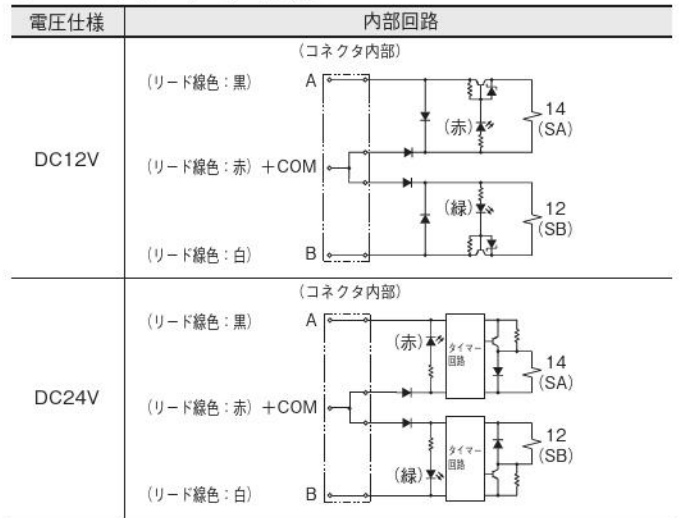 電圧仕様 内部回路
(コネクタ内部)
(リード線色:黒) A
14
(赤) (SA)
DC12V (リード線色:赤) +COM
(緑) 12
(SB)
(リード線色:白) B
(コネクタ内部)
(リード線色:黒) A
(赤) タイマー
回路
14
(SA)
DC24V (リード線色:赤) +COM
12
タイマー (SB)
回路
(緑)
(リード線色:白) B